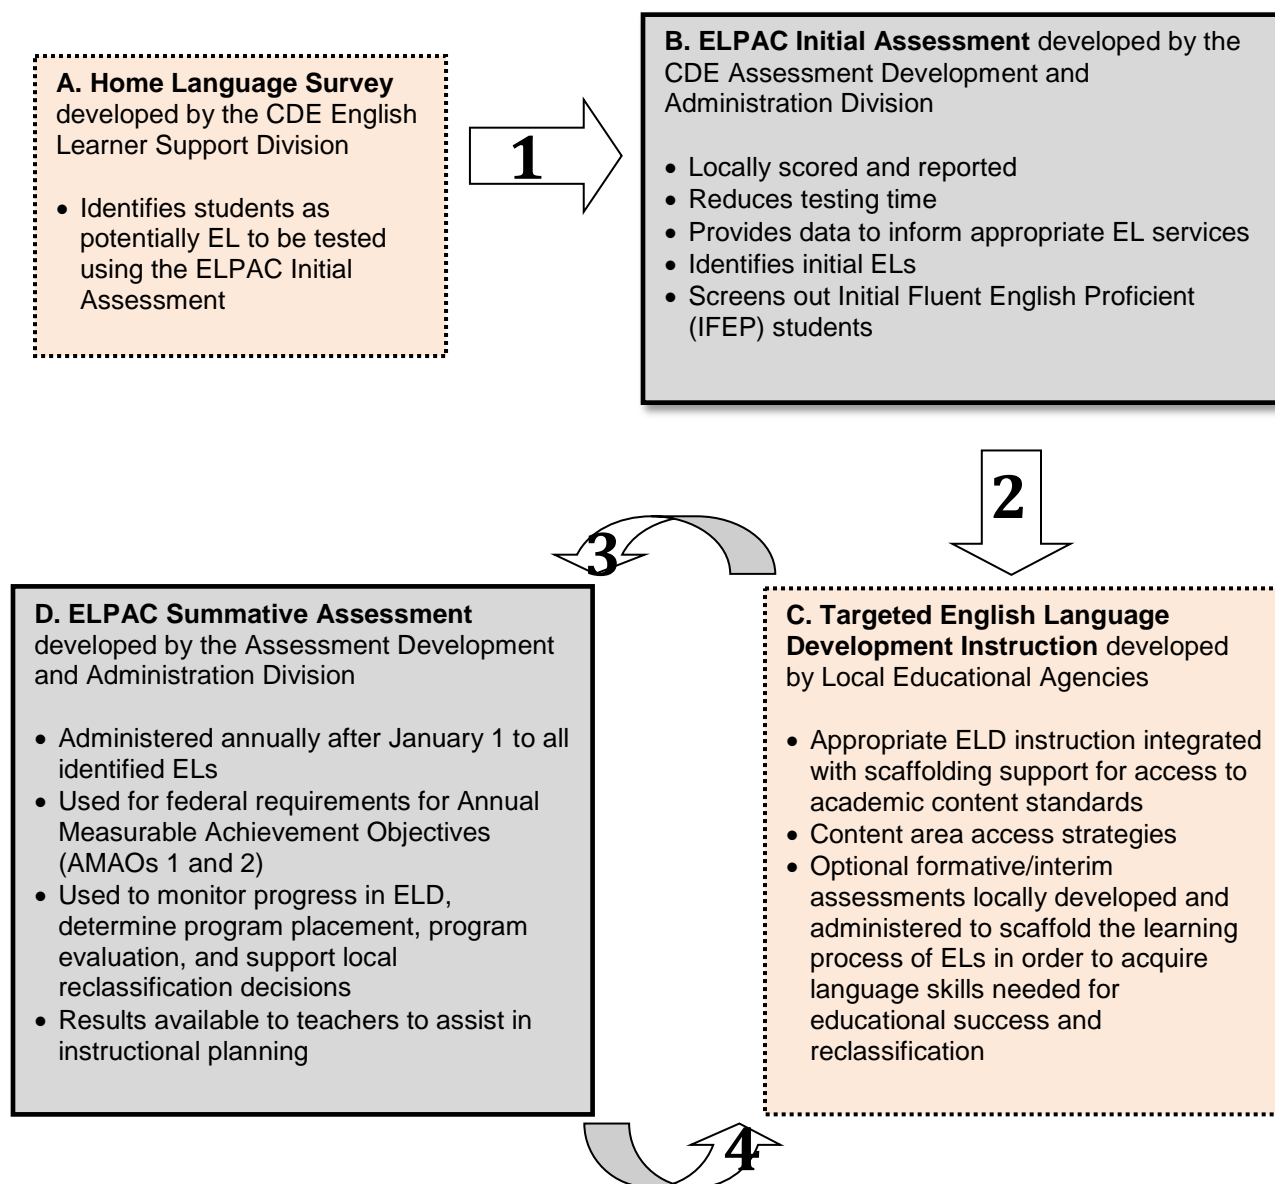 A. Home Language Survey
developed by the CDE English
Learner Support Division
• Identifies students as
potentially EL to be tested
using the ELPAC Initial
Assessment
1
B. ELPAC Initial Assessment developed by the
CDE Assessment Development and
Administration Division
• Locally scored and reported
• Reduces testing time
• Provides data to inform appropriate EL services
• Identifies initial ELs
• Screens out Initial Fluent English Proficient
(IFEP) students
2
3
D. ELPAC Summative Assessment
developed by the Assessment Development
and Administration Division
• Administered annually after January 1 to all
identified ELs
• Used for federal requirements for Annual
Measurable Achievement Objectives
(AMAOs 1 and 2)
• Used to monitor progress in ELD,
determine program placement, program
evaluation, and support local
reclassification decisions
• Results available to teachers to assist in
instructional planning
C. Targeted English Language
Development Instruction developed
by Local Educational Agencies
• Appropriate ELD instruction integrated
with scaffolding support for access to
academic content standards
• Content area access strategies
• Optional formative/interim
assessments locally developed and
administered to scaffold the learning
process of ELs in order to acquire
language skills needed for
educational success and
reclassification
4